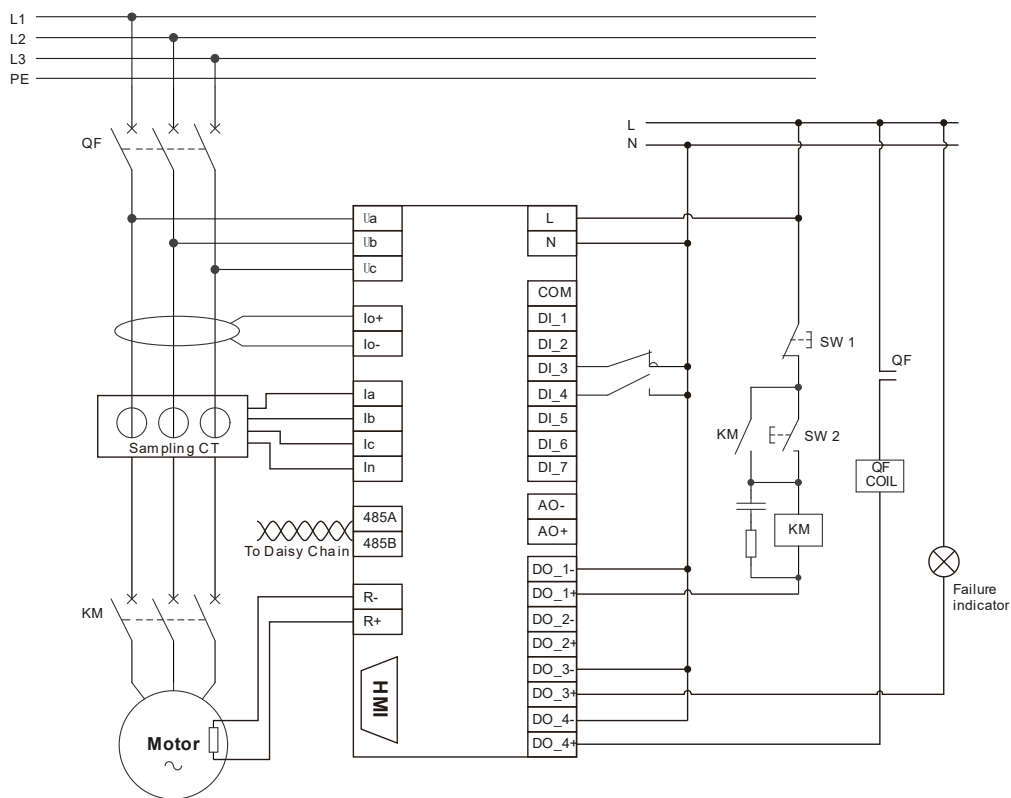 L1
L2
L3
PE
QF
L
N
Ua
Ub
Uc
Io+
Io-
Ia
Ib
Ic
In
Sampling CT
485A
485B
To Daisy Chain
R-
R+
KM
HMI
Motor
L
N
COM
DI_1
DI_2
DI_3
DI_4
DI_5
DI_6
DI_7
AO-
AO+
DO_1-
DO_1+
DO_2-
DO_2+
DO_3-
DO_3+
DO_4-
DO_4+
SW 1
KM
SW 2
KM
QF
QF
COIL
Failure
indicator